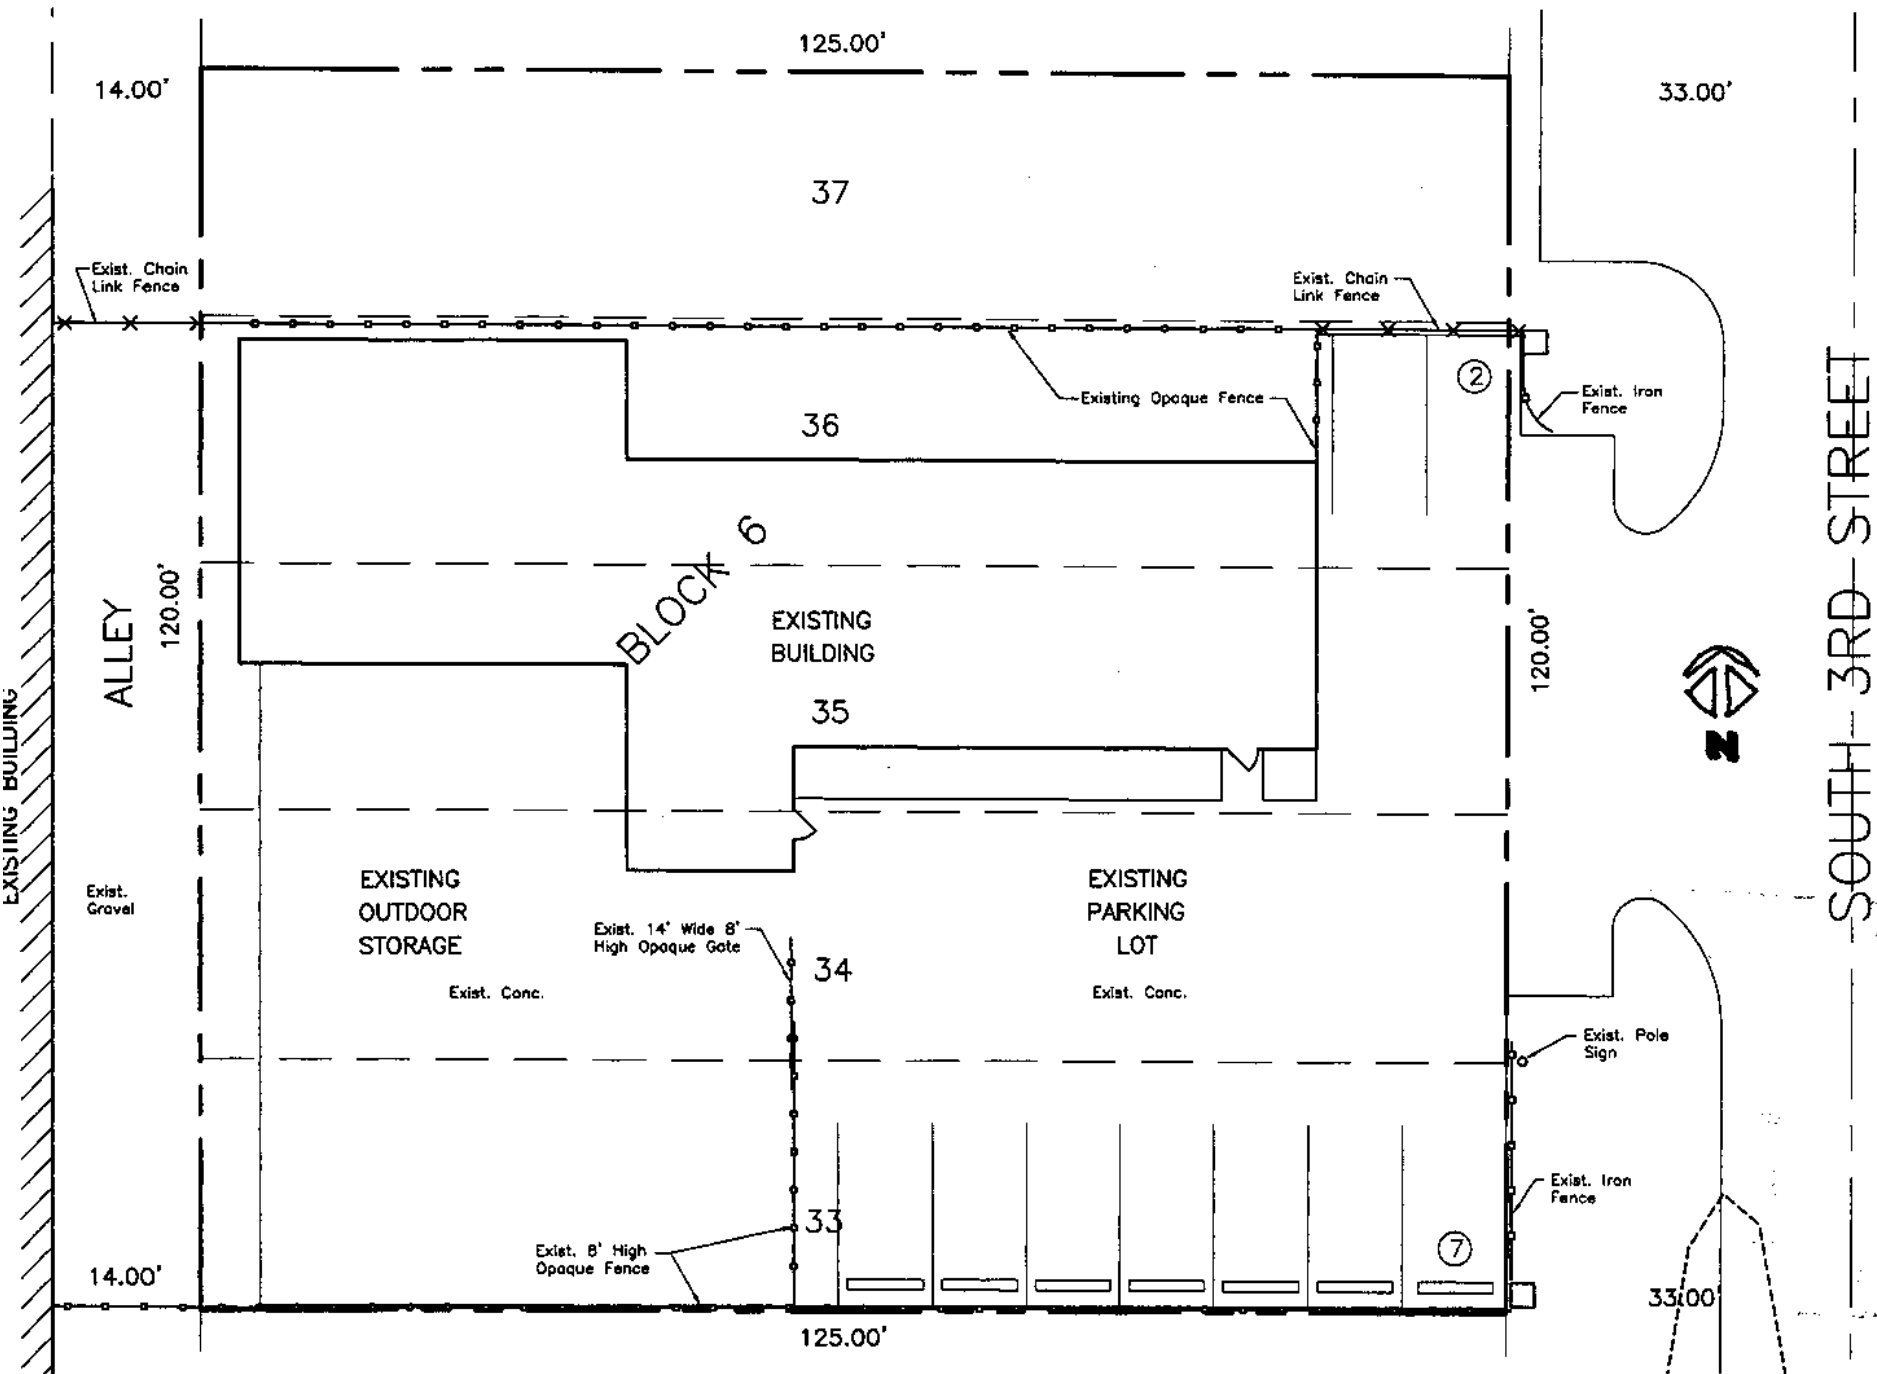 125.00'
14.00'
33.00'
37
Exist. Chain
Link Fence
Exist. Chain
Link Fence
2
Existing Opaque Fence
Exist. Iron
Fence
36
BLOCK 6
EXISTING
BUILDING
ALLEY
120.00'
120.00'
SOUTH 3RD STREET
N
35
EXISTING BUILDING
Exist.
Gravel
EXISTING
OUTDOOR
STORAGE
Exist. Conc.
Exist. 14' Wide 8'
High Opaque Gate
34
EXISTING
PARKING
LOT
Exist. Conc.
Exist. Pole
Sign
33
Exist. Iron
Fence
Exist. 8' High
Opaque Fence
7
14.00'
33.00'
125.00'